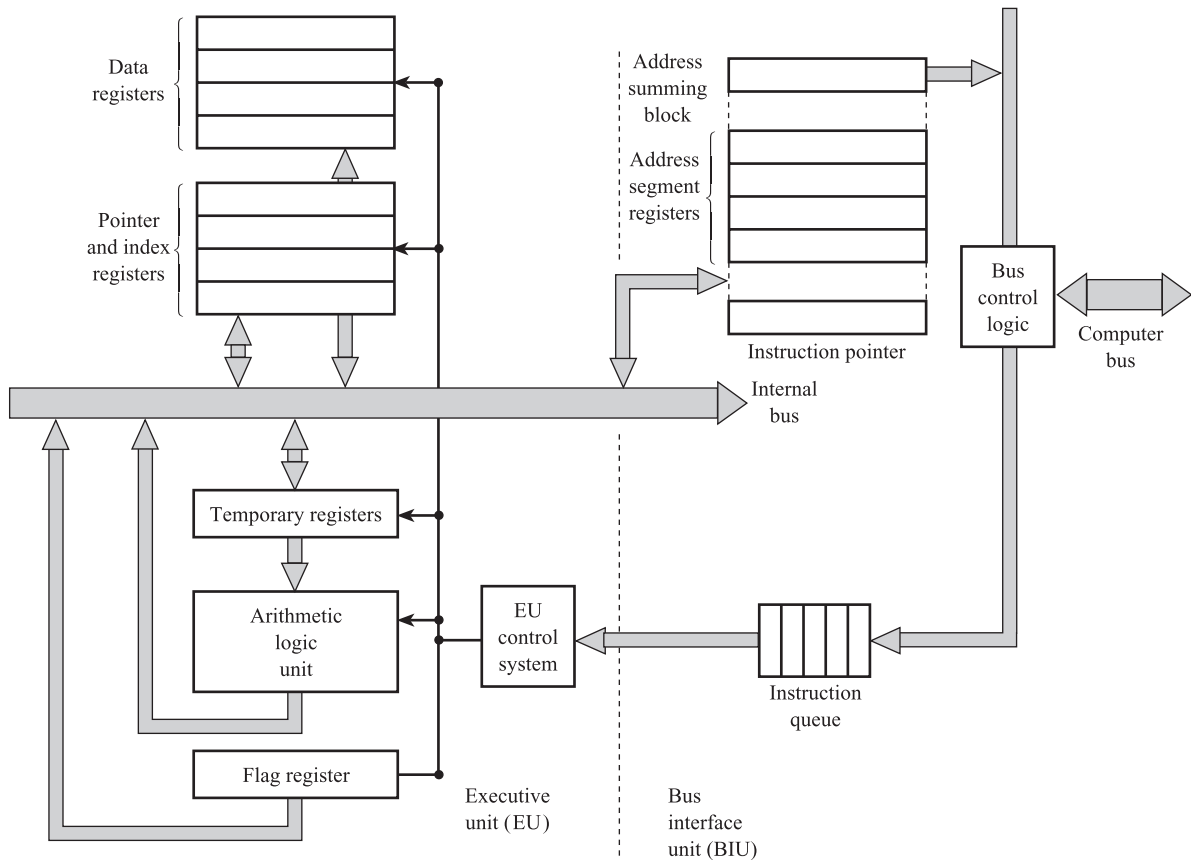 Data
registers
Pointer
and index
registers
Address
summing
block
Address
segment
registers
Instruction pointer
Bus
control
logic
Computer
bus
Internal
bus
Temporary registers
Arithmetic
logic
unit
EU
control
system
Instruction
queue
Flag register
Executive
unit (EU)
Bus
interface
unit (BIU)